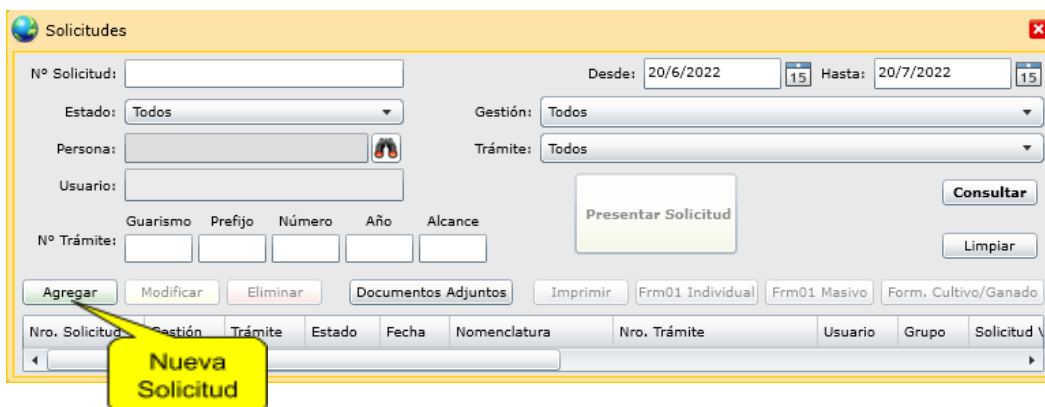 Solicitudes
Nº Solicitud: Desde: 20/6/2022 15 Hasta: 20/7/2022 15
Estado: Todos Gestión: Todos
Persona: Trámite: Todos
Usuario: Consultar
Presentar Solicitud
Guarismo Prefijo Número Año Alcance
Nº Trámite: Limpiar
Agregar Modificar Eliminar Documentos Adjuntos Imprimir Frm01 Individual Frm01 Masivo Form. Cultivo/Ganado
Nro. Solicitud Gestión Trámite Estado Fecha Nomenclatura Nro. Trámite Usuario Grupo Solicitud
Nueva
Solicitud